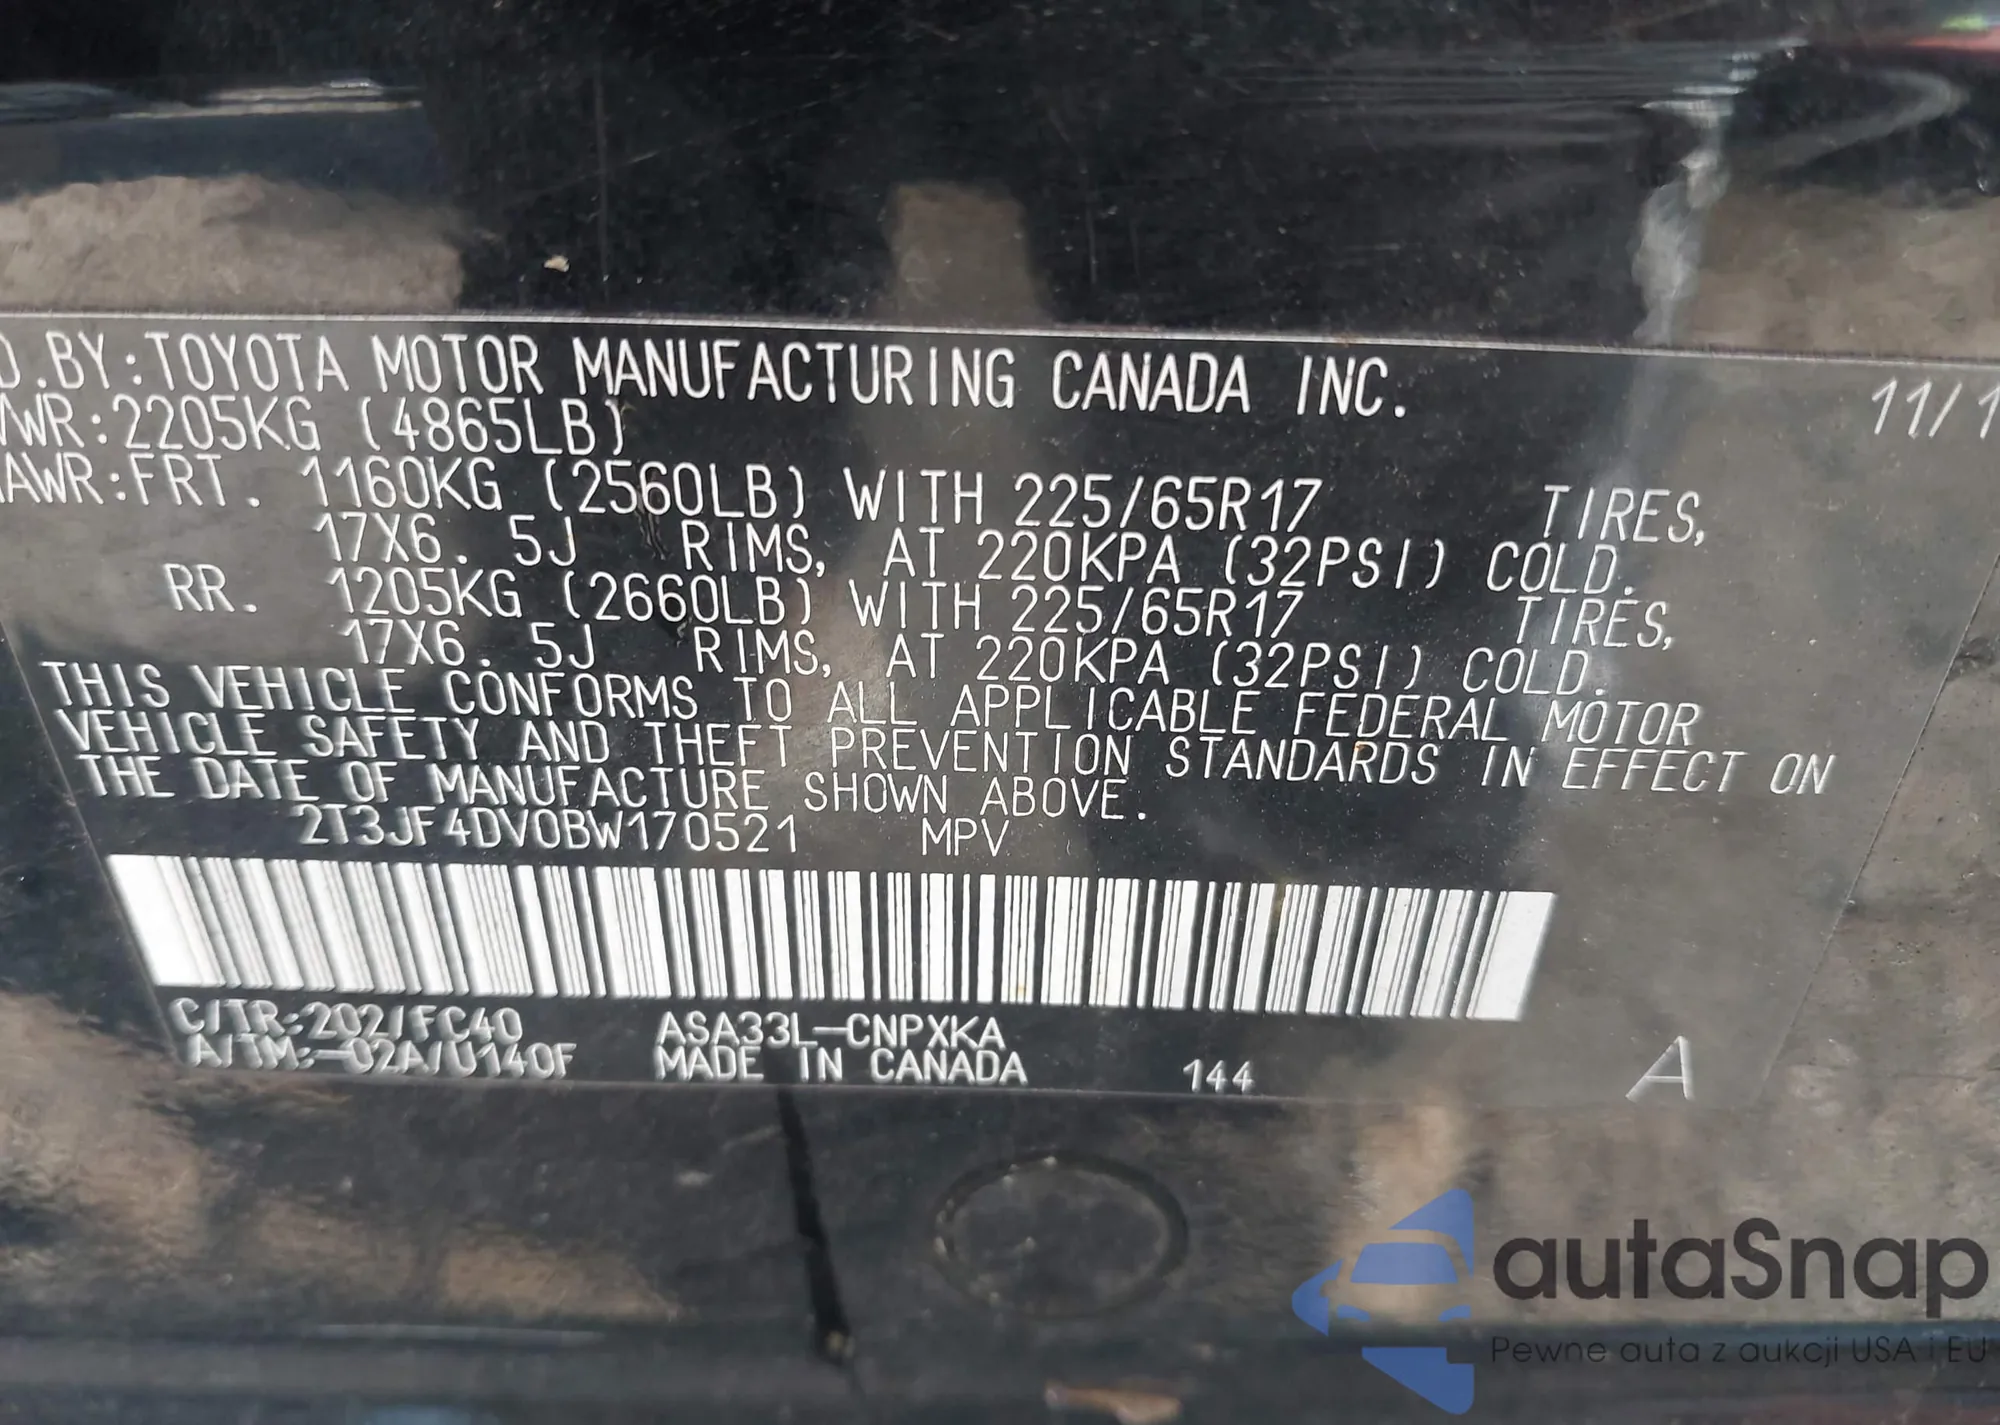 D.BY:TOYOTA MOTOR MANUFACTURING CANADA INC. 11/1
VWR:2205KG (4865LB)
AWR:FRT. 1160KG (2560LB) WITH 225/65R17 TIRES,
17X6.5J RIMS, AT 220KPA (32PSI) COLD.
RR. 1205KG (2660LB) WITH 225/65R17 TIRES,
17X6.5J RIMS, AT 220KPA (32PSI) COLD.
THIS VEHICLE CONFORMS TO ALL APPLICABLE FEDERAL MOTOR
VEHICLE SAFETY AND THEFT PREVENTION STANDARDS IN EFFECT ON
THE DATE OF MANUFACTURE SHOWN ABOVE.
2T3JF4DV0BW170521 MPV
C/TR:202/FC40 ASA33L-CNPXKA
A/TM:-02A/U140F MADE IN CANADA 144 A
autaSnap
Pewne auta z aukcji USA i EU